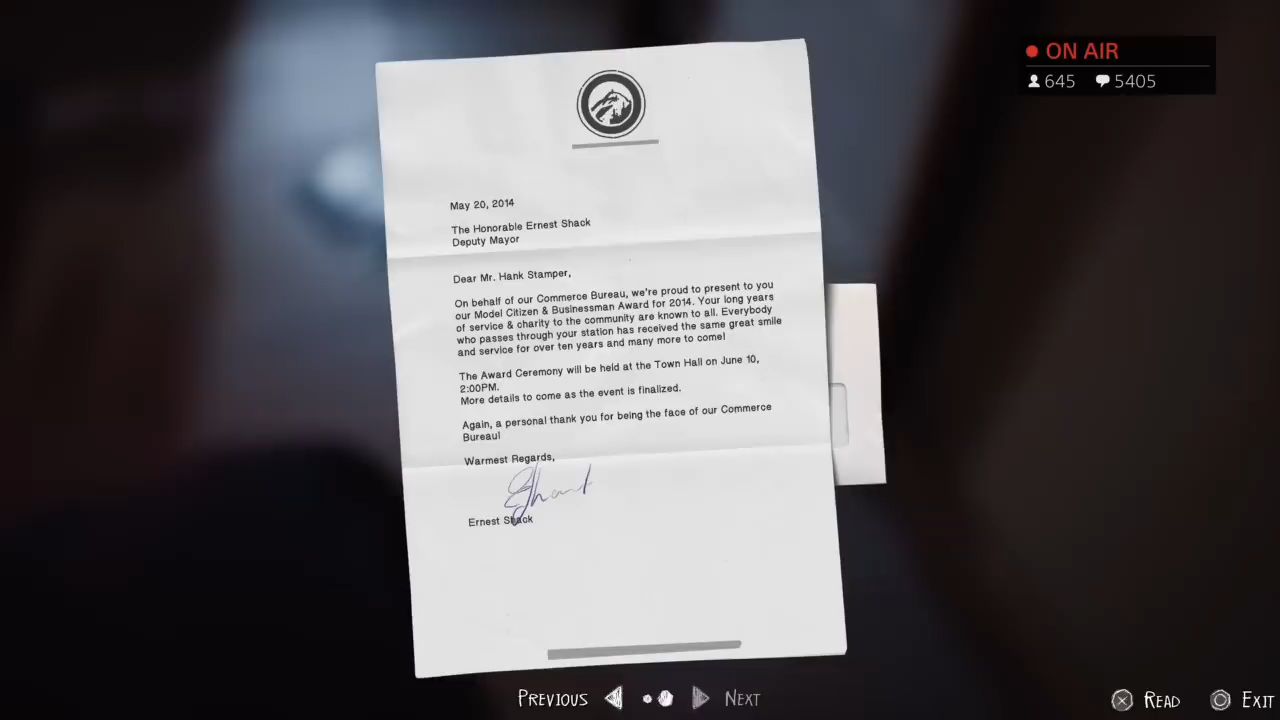 ON AIR
645 5405
May 20, 2014
The Honorable Ernest Shack
Deputy Mayor
Dear Mr. Hank Stamper,
On behalf of our Commerce Bureau, we're proud to present to you
our Model Citizen & Businessman Award for 2014. Your long years
of service & charity to the community are known to all. Everybody
who passes through your station has received the same great smile
and service for over ten years and many more to come!
The Award Ceremony will be held at the Town Hall on June 10,
2:00PM.
More details to come as the event is finalized.
Again, a personal thank you for being the face of our Commerce
Bureau!
Warmest Regards,
EShack
Ernest Shack
PREVIOUS NEXT
READ EXIT